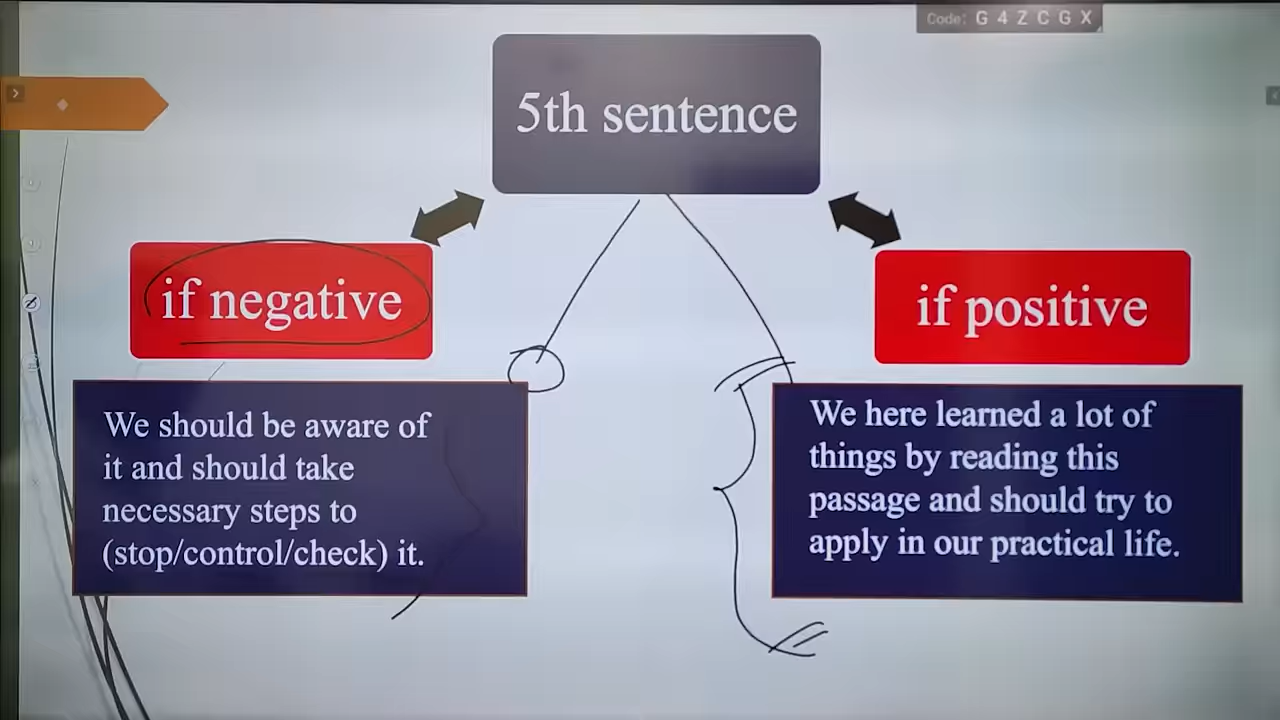 Code: G 4 Z C G X
5th sentence
if negative
if positive
We should be aware of
it and should take
necessary steps to
(stop/control/check) it.
We here learned a lot of
things by reading this
passage and should try to
apply in our practical life.